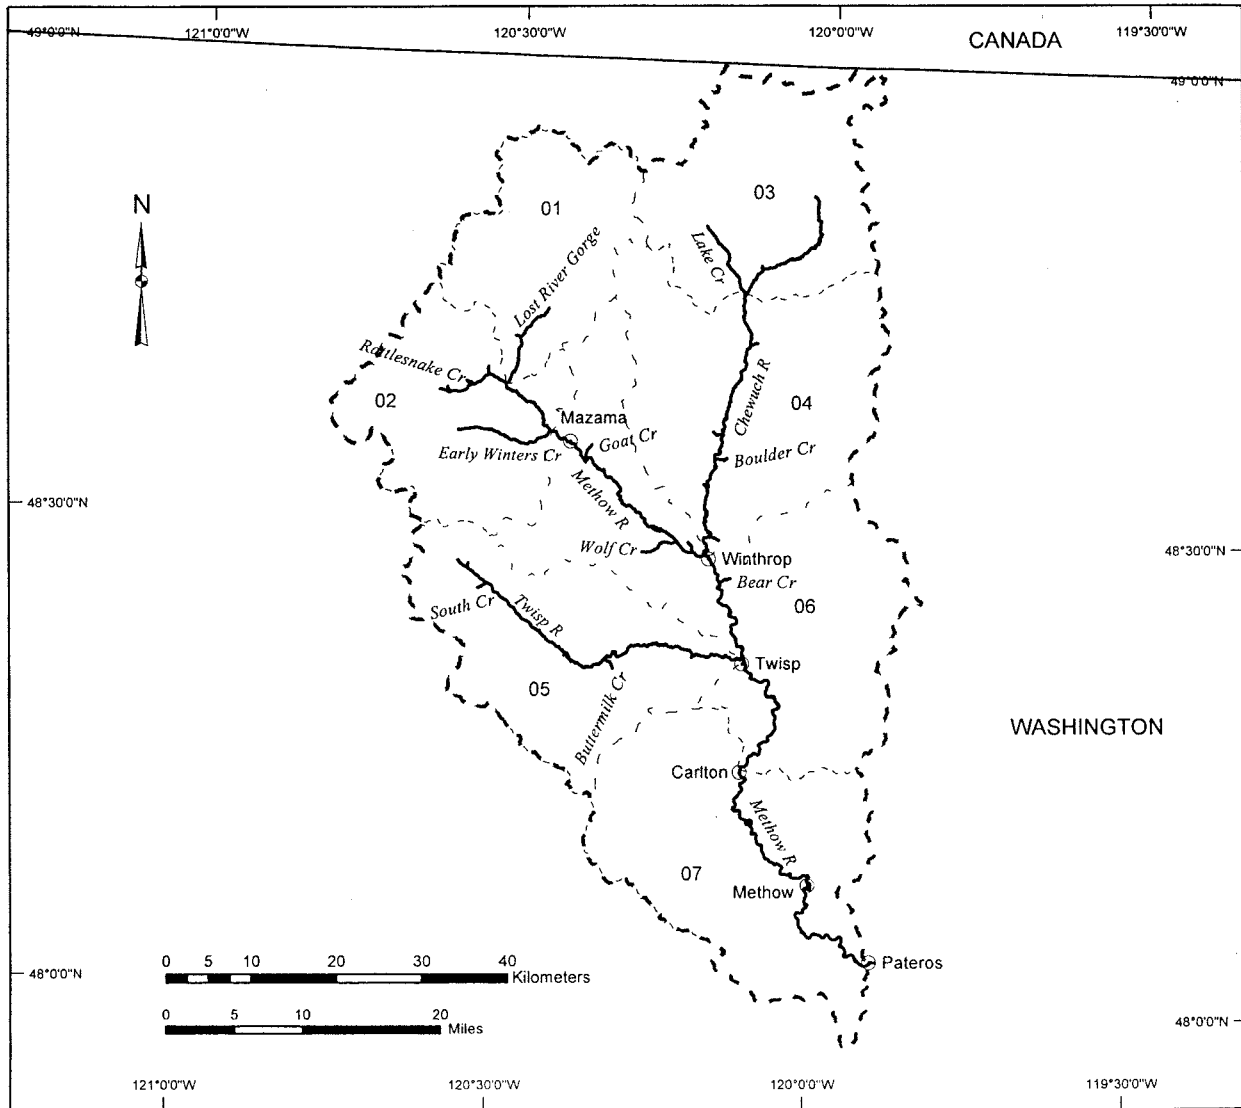 121°0'0"W
120°30'0"W
120°0'0"W
119°30'0"W
49°0'0"N
CANADA
49°0'0"N
N
01
03
Lost River Gorge
Lake Cr
Rattlesnake Cr
02
Chewuch R
04
Mazama
Goat Cr
Early Winters Cr
Boulder Cr
Methow R
48°30'0"N
Wolf Cr
Winthrop
48°30'0"N
Bear Cr
South Cr
Twisp R
06
Twisp
05
Buttermilk Cr
WASHINGTON
Carlton
Methow R
07
Methow
Pateros
0 5 10 20 30 40
Kilometers
48°0'0"N
0 5 10 20
Miles
48°0'0"N
121°0'0"W
120°30'0"W
120°0'0"W
119°30'0"W